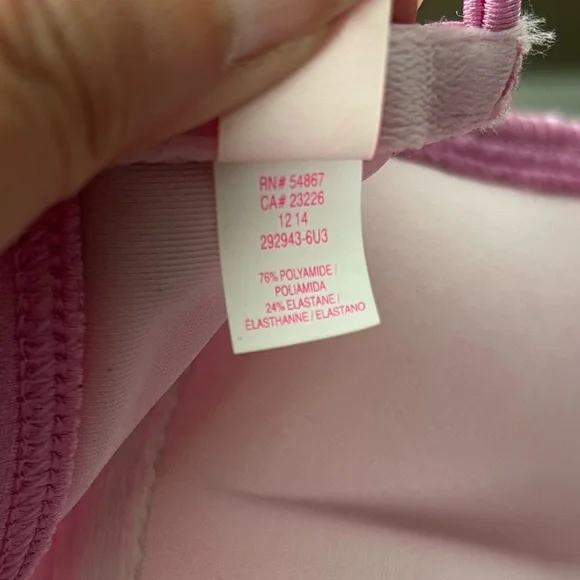 RN# 54867
CA# 23226
12 14
292943-6U3
76% POLYAMIDE /
POLIAMIDA
24% ELASTANE /
ÉLASTHANNE / ELASTANO